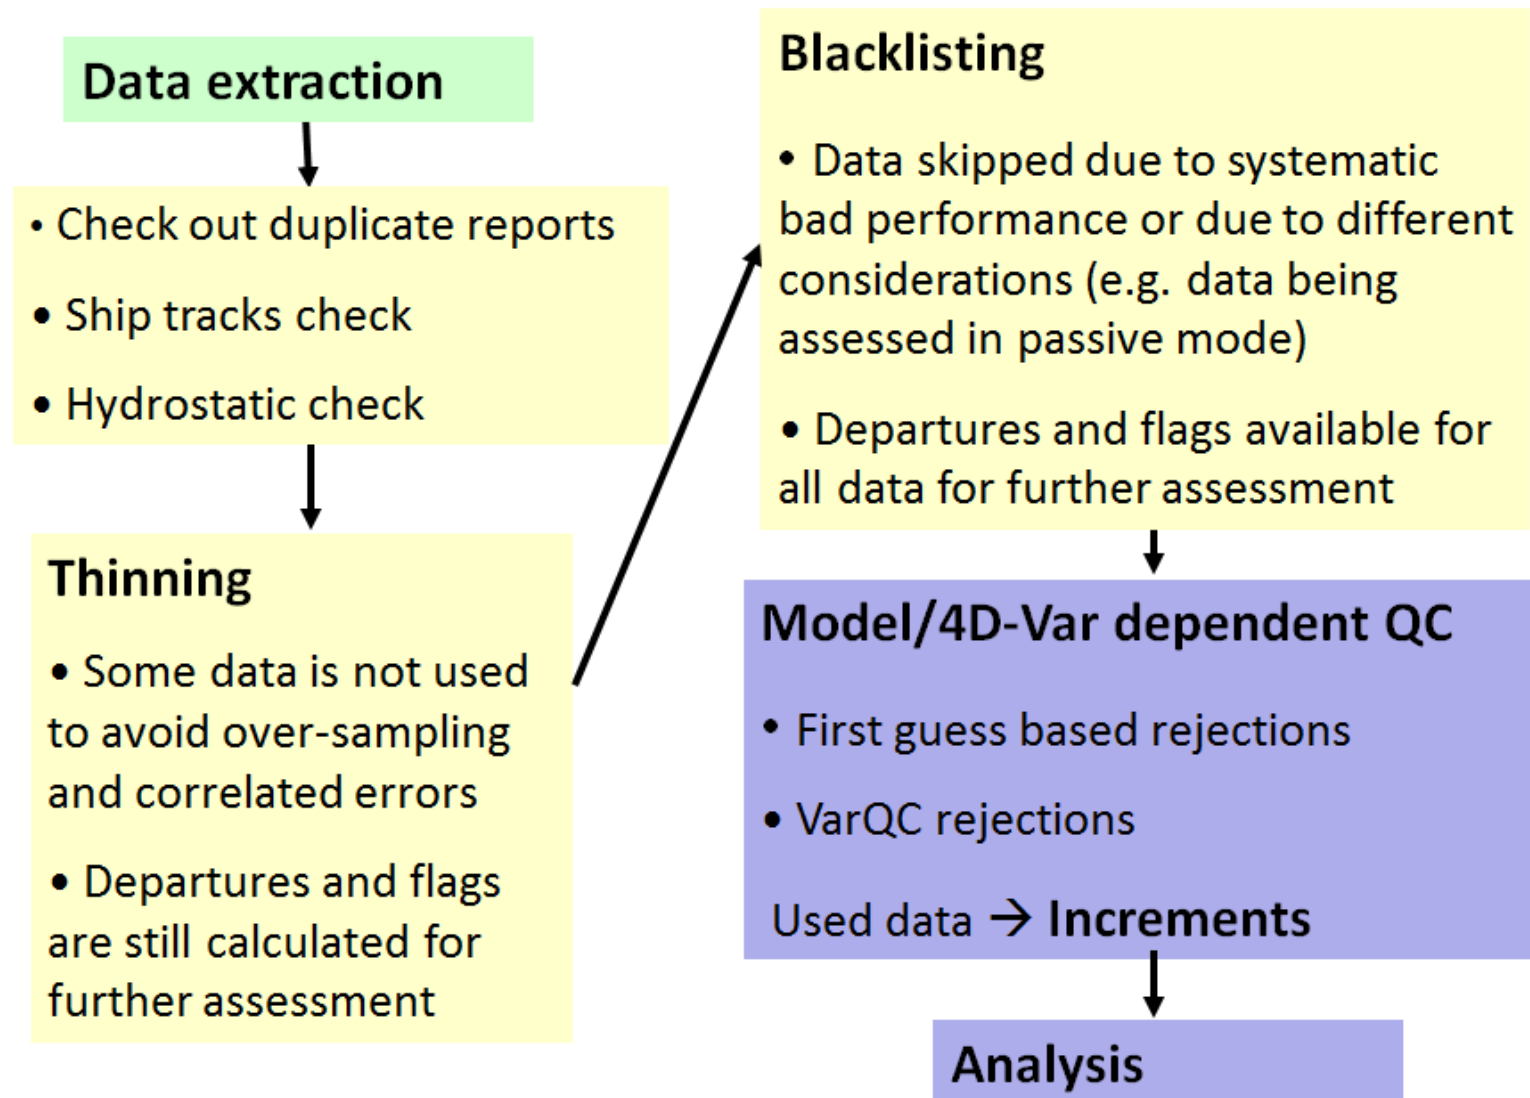 Data extraction
• Check out duplicate reports
• Ship tracks check
• Hydrostatic check
Thinning
• Some data is not used
to avoid over-sampling
and correlated errors
• Departures and flags
are still calculated for
further assessment
Blacklisting
• Data skipped due to systematic
bad performance or due to different
considerations (e.g. data being
assessed in passive mode)
• Departures and flags available for
all data for further assessment
Model/4D-Var dependent QC
• First guess based rejections
• VarQC rejections
Used data → Increments
Analysis